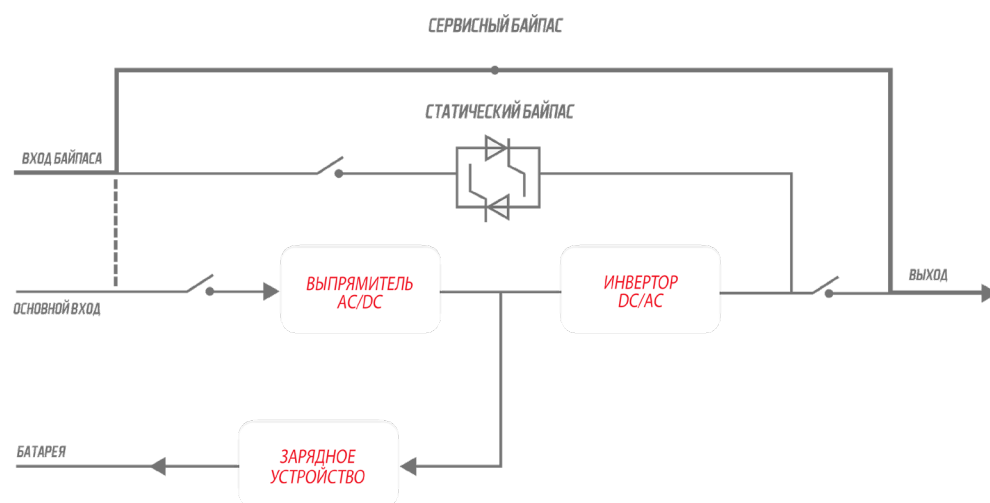 СЕРВИСНЫЙ БАЙПАС
СТАТИЧЕСКИЙ БАЙПАС
ВХОД БАЙПАСА
ВЫПРЯМИТЕЛЬ
AC/DC
ИНВЕРТОР
DC/AC
ВЫХОД
ОСНОВНОЙ ВХОД
БАТАРЕЯ
ЗАРЯДНОЕ
УСТРОЙСТВО